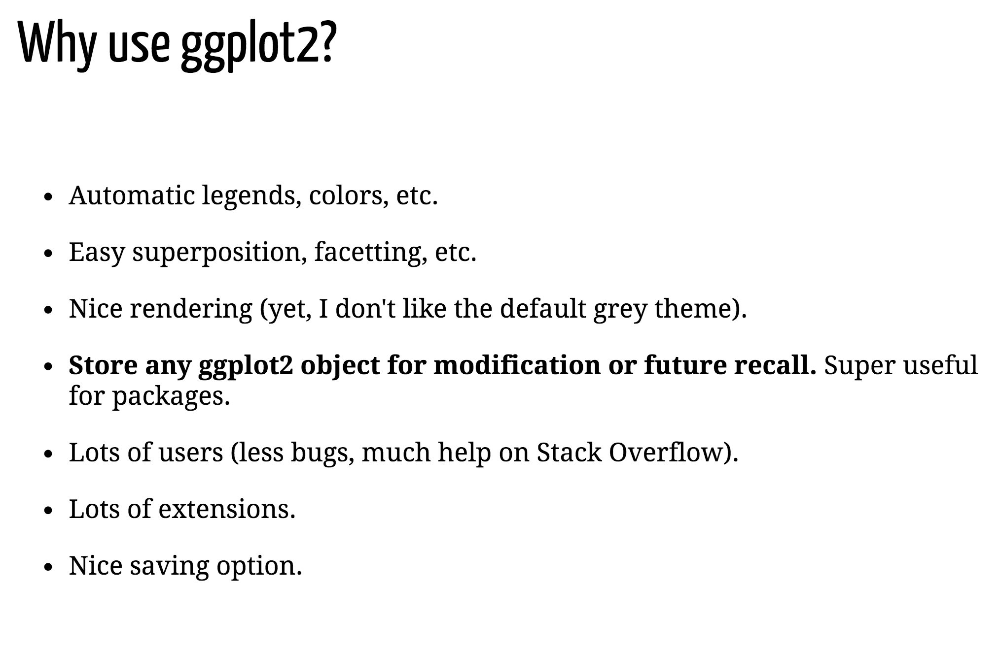 Why use ggplot2?
• Automatic legends, colors, etc.
• Easy superposition, facetting, etc.
• Nice rendering (yet, I don't like the default grey theme).
• Store any ggplot2 object for modification or future recall. Super useful
for packages.
• Lots of users (less bugs, much help on Stack Overflow).
• Lots of extensions.
• Nice saving option.